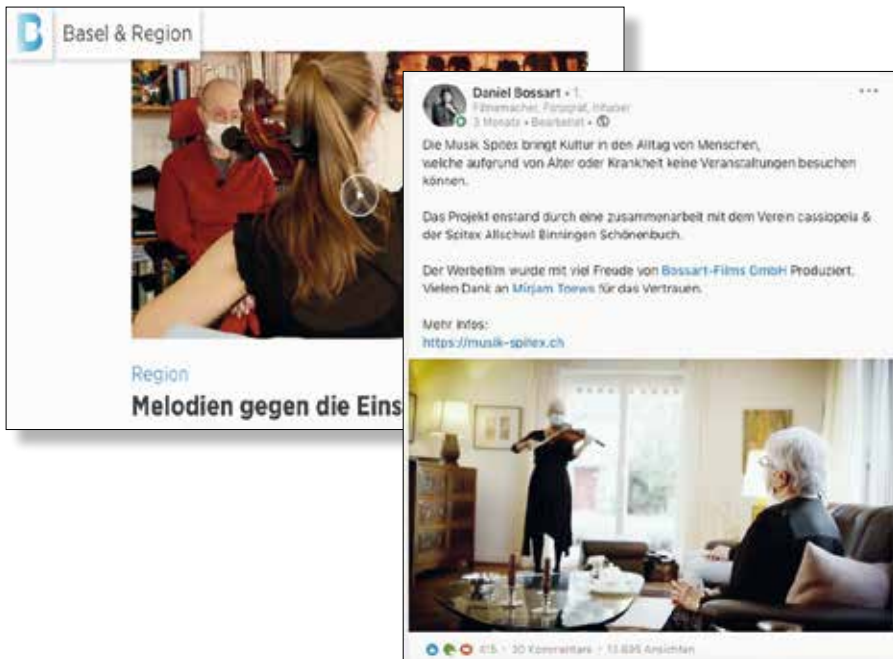 Basel & Region
Region
Melodien gegen die Eins
Daniel Bossart • 1.
Filmemacher, Fotograf, Inhaber
3 Monate • Bearbeitet •
Die Musik Spitex bringt Kultur in den Alltag von Menschen,
welche aufgrund von Alter oder Krankheit keine Veranstaltungen besuchen
können.
Das Projekt enstand durch eine zusammenarbeit mit dem Verein cassiopeia &
der Spitex Allschwil Binningen Schönenbuch.
Der Werbefilm wurde mit viel Freude von Bossart-Films GmbH Produziert.
Vielen Dank an Mirjam Toews für das Vertrauen.
Mehr Infos:
https://musik-spitex.ch
415 • 30 Kommentare • Ansichten